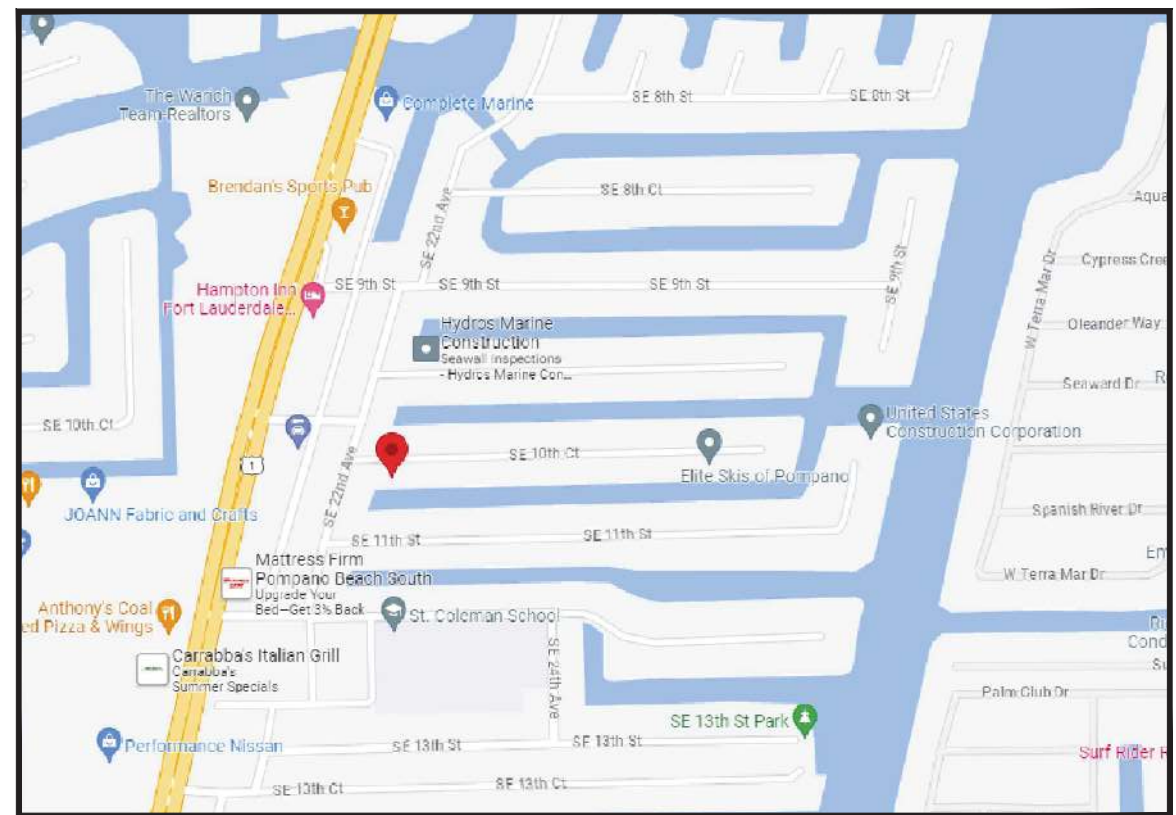 The Warich
Team-Realtors
Complete Marine
SE 8th St
SE 8th St
Brendan's Sports Pub
SE 8th Ct
SE 22nd Ave
Aqua
Cypress Cree
W Terra Mar Dr
Hampton Inn
Fort Lauderdale...
SE 9th St
SE 9th St
SE 9th St
SE 9th St
Oleander Way
Hydros Marine
Construction
Seawall Inspections
- Hydros Marine Con...
Seaward Dr
R
SE 10th Ct
United States
Construction Corporation
SE 10th Ct
1
SE 22nd Ave
Elite Skis of Pompano
JOANN Fabric and Crafts
Spanish River Dr
SE 11th St
SE 11th St
Em
Mattress Firm
Pompano Beach South
Upgrade Your
Bed—Get 3% Back
W Terra Mar Dr
Anthony's Coal
ed Pizza & Wings
St. Coleman School
Cond
Carrabba's Italian Grill
Carrabba's
Summer Specials
SE 24th Ave
Palm Club Dr
SE 13th St Park
Performance Nissan
SE 13th St
SE 13th St
Surf Rider R
SE 13th Ct
SE 13th Ct